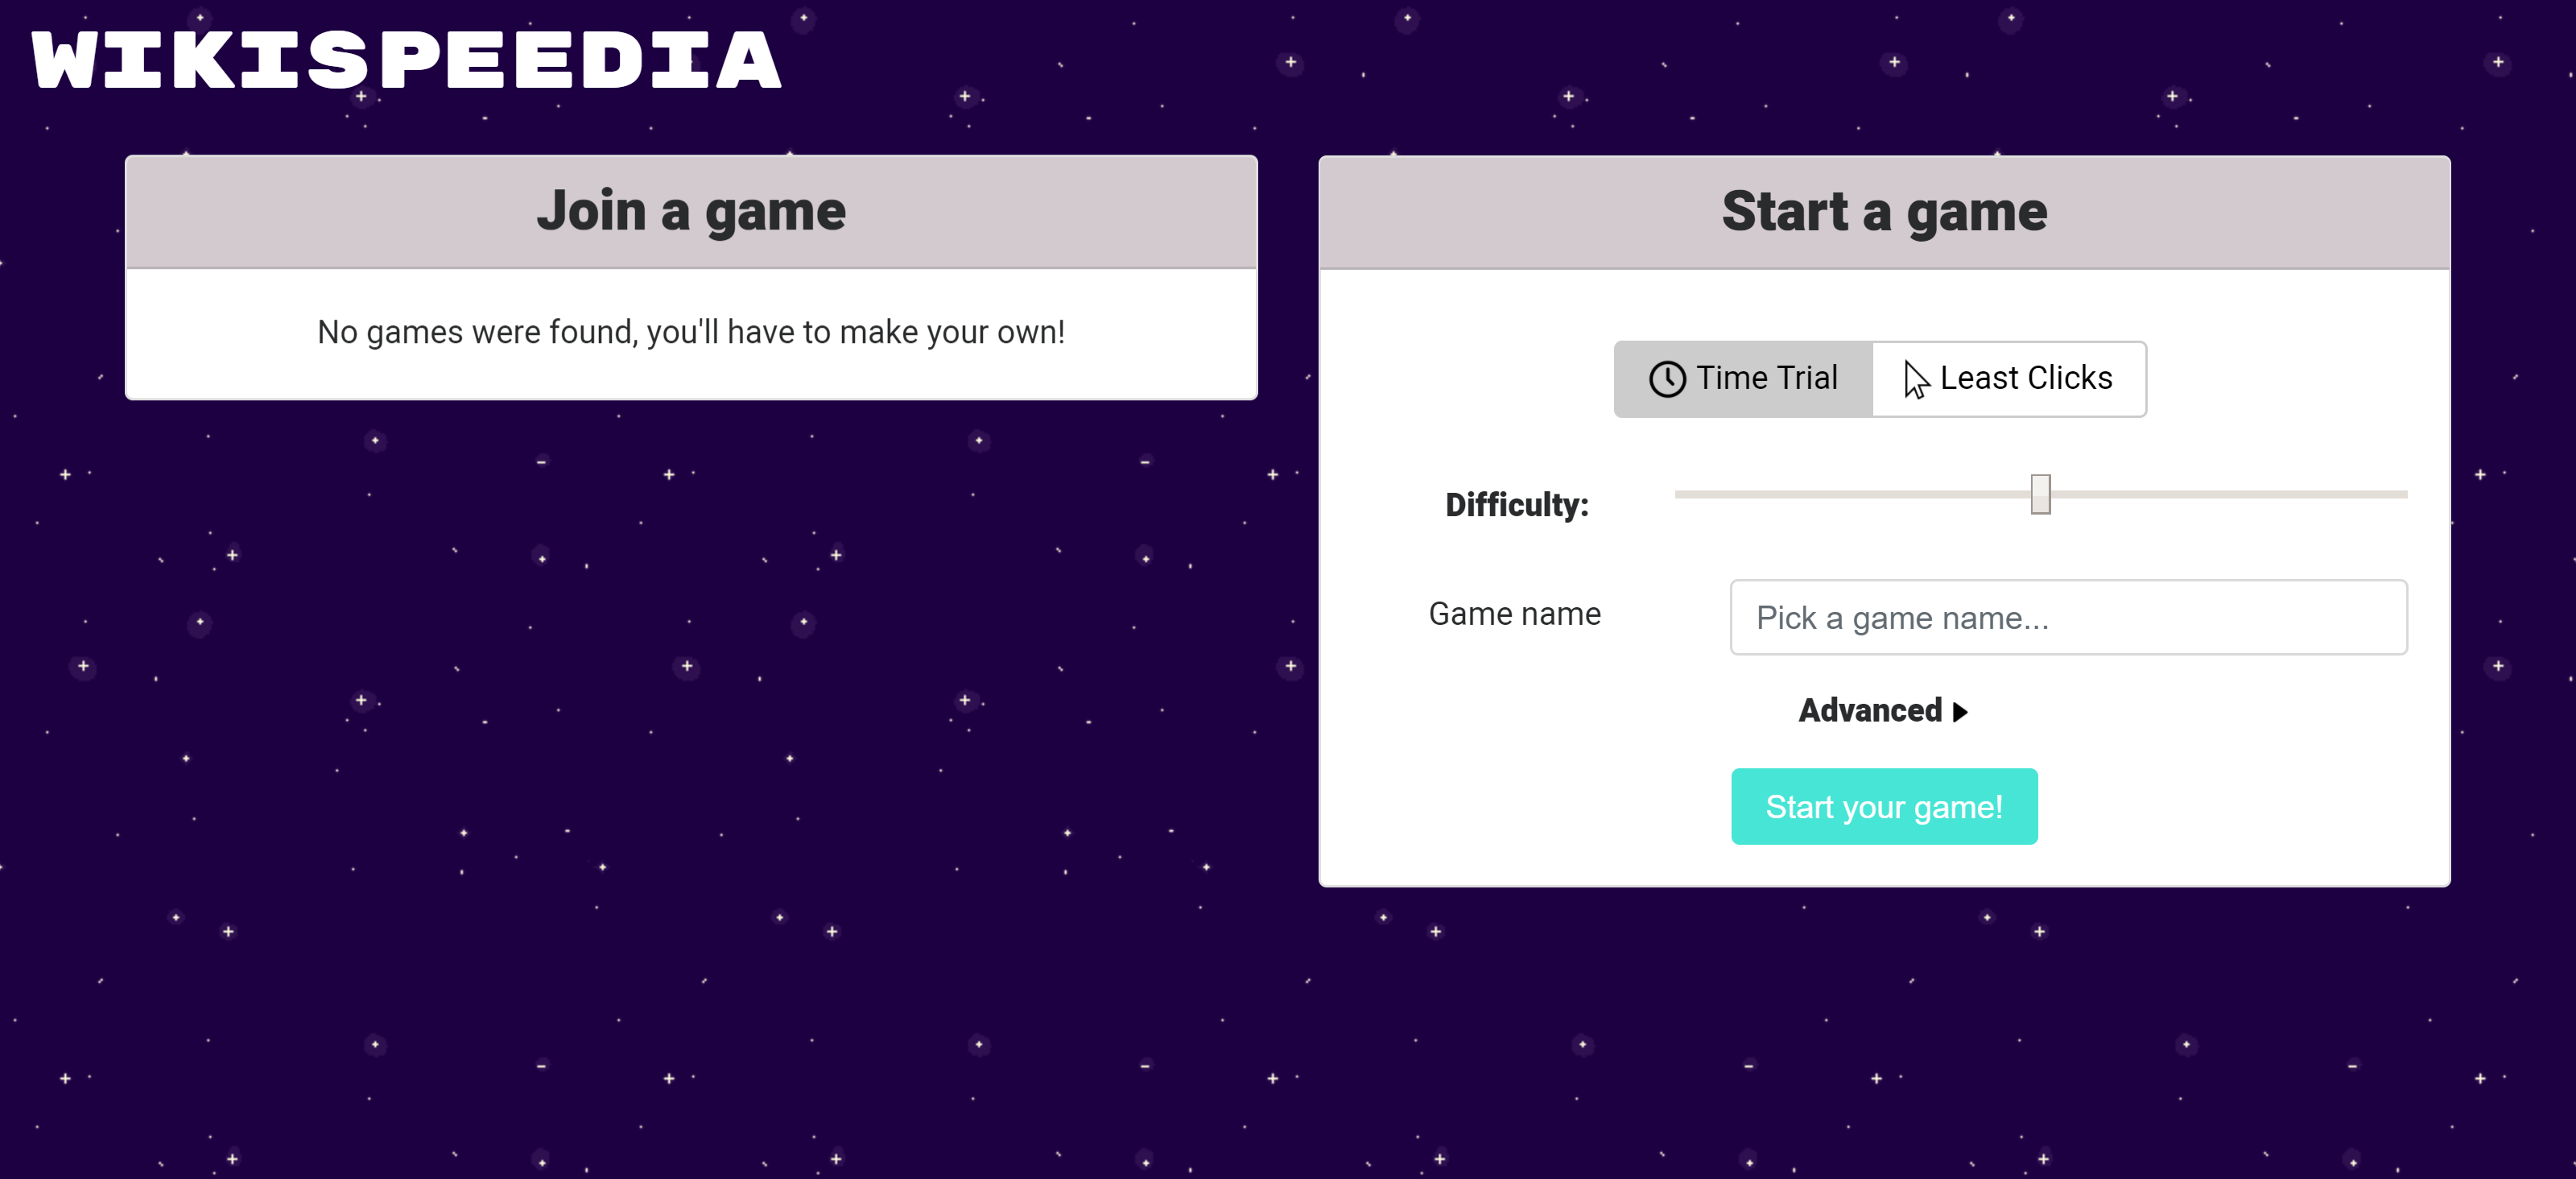 WIKISPEEDIA
Join a game
No games were found, you'll have to make your own!
Start a game
Time Trial
Least Clicks
Difficulty:
Game name
Pick a game name...
Advanced
Start your game!